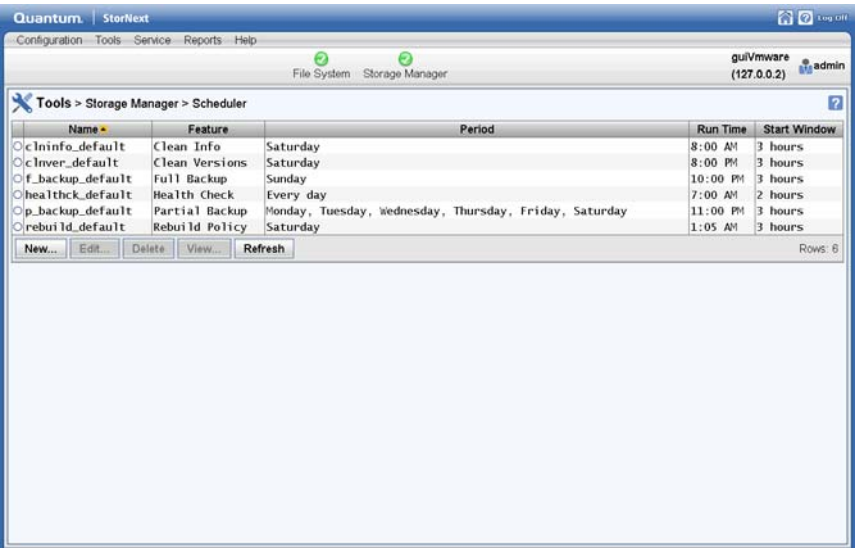 Quantum. StorNext Log Off
Configuration Tools Service Reports Help
File System Storage Manager
guiVmware
(127.0.0.2)
admin
Tools > Storage Manager > Scheduler ?
Name Feature Period Run Time Start Window
clninfo_default Clean Info Saturday 8:00 AM 3 hours
clnver_default Clean Versions Saturday 8:00 PM 3 hours
f_backup_default Full Backup Sunday 10:00 PM 3 hours
healthck_default Health Check Every day 7:00 AM 2 hours
p_backup_default Partial Backup Monday, Tuesday, Wednesday, Thursday, Friday, Saturday 11:00 PM 3 hours
rebuild_default Rebuild Policy Saturday 1:05 AM 3 hours
New... Edit... Delete View... Refresh Rows: 6